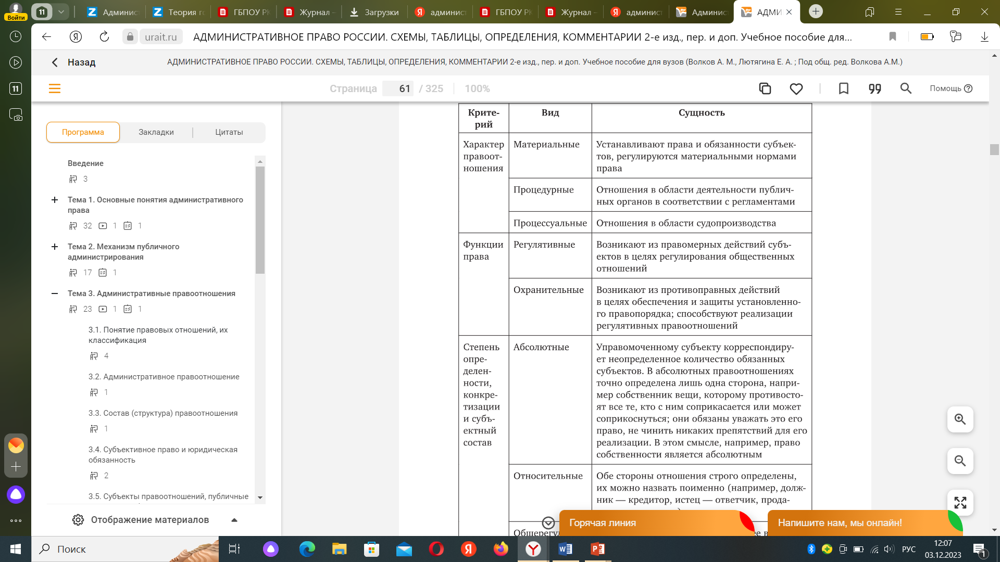 Войти
11
Админис
Теория го
ГБПОУ РК
Журнал –
Загрузки
админис
ГБПОУ РК
Журнал –
админист
Админис
АДМИ
urait.ru
АДМИНИСТРАТИВНОЕ ПРАВО РОССИИ. СХЕМЫ, ТАБЛИЦЫ, ОПРЕДЕЛЕНИЯ, КОММЕНТАРИИ 2-е изд., пер. и доп. Учебное пособие для...
Назад
АДМИНИСТРАТИВНОЕ ПРАВО РОССИИ. СХЕМЫ, ТАБЛИЦЫ, ОПРЕДЕЛЕНИЯ, КОММЕНТАРИИ 2-е изд., пер. и доп. Учебное пособие для вузов (Волков А. М., Лютягина Е. А. ; Под общ. ред. Волкова А.М.)
11
Страница 61 / 325
100%
Помощь
Программа
Закладки
Цитаты
Введение
3
Тема 1. Основные понятия административного
права
32 1 1
Тема 2. Механизм публичного
администрирования
17 1
Тема 3. Административные правоотношения
23 1 1
3.1. Понятие правовых отношений, их
классификация
4
3.2. Административное правоотношение
1
3.3. Состав (структура) правоотношения
1
3.4. Субъективное право и юридическая
обязанность
2
3.5. Субъекты правоотношений, публичные
Отображение материалов
Крите-
рий
Вид
Сущность
Характер
правоот-
ношения
Материальные
Устанавливают права и обязанности субъек-
тов, регулируются материальными нормами
права
Процедурные
Отношения в области деятельности публич-
ных органов в соответствии с регламентами
Процессуальные
Отношения в области судопроизводства
Функции
права
Регулятивные
Возникают из правомерных действий субъ-
ектов в целях регулирования общественных
отношений
Охранительные
Возникают из противоправных действий
в целях обеспечения и защиты установленно-
го правопорядка; способствуют реализации
регулятивных правоотношений
Степень
опре-
делен-
ности,
конкре-
тизации
и субъ-
ектный
состав
Абсолютные
Управомоченному субъекту корреспондиру-
ет неопределенное количество обязанных
субъектов. В абсолютных правоотношениях
точно определена лишь одна сторона, напри-
мер собственник вещи, которому противосто-
ят все те, кто с ним соприкасается или может
соприкоснуться; они обязаны уважать это его
право, не чинить никаких препятствий для его
реализации. В этом смысле, например, право
собственности является абсолютным
Относительные
Обе стороны отношения строго определены,
их можно назвать поименно (например, долж-
ник — кредитор, истец — ответчик, прода-
Общерегу
Горячая линия
Напишите нам, мы онлайн!
Поиск
РУС
12:07
03.12.2023
1